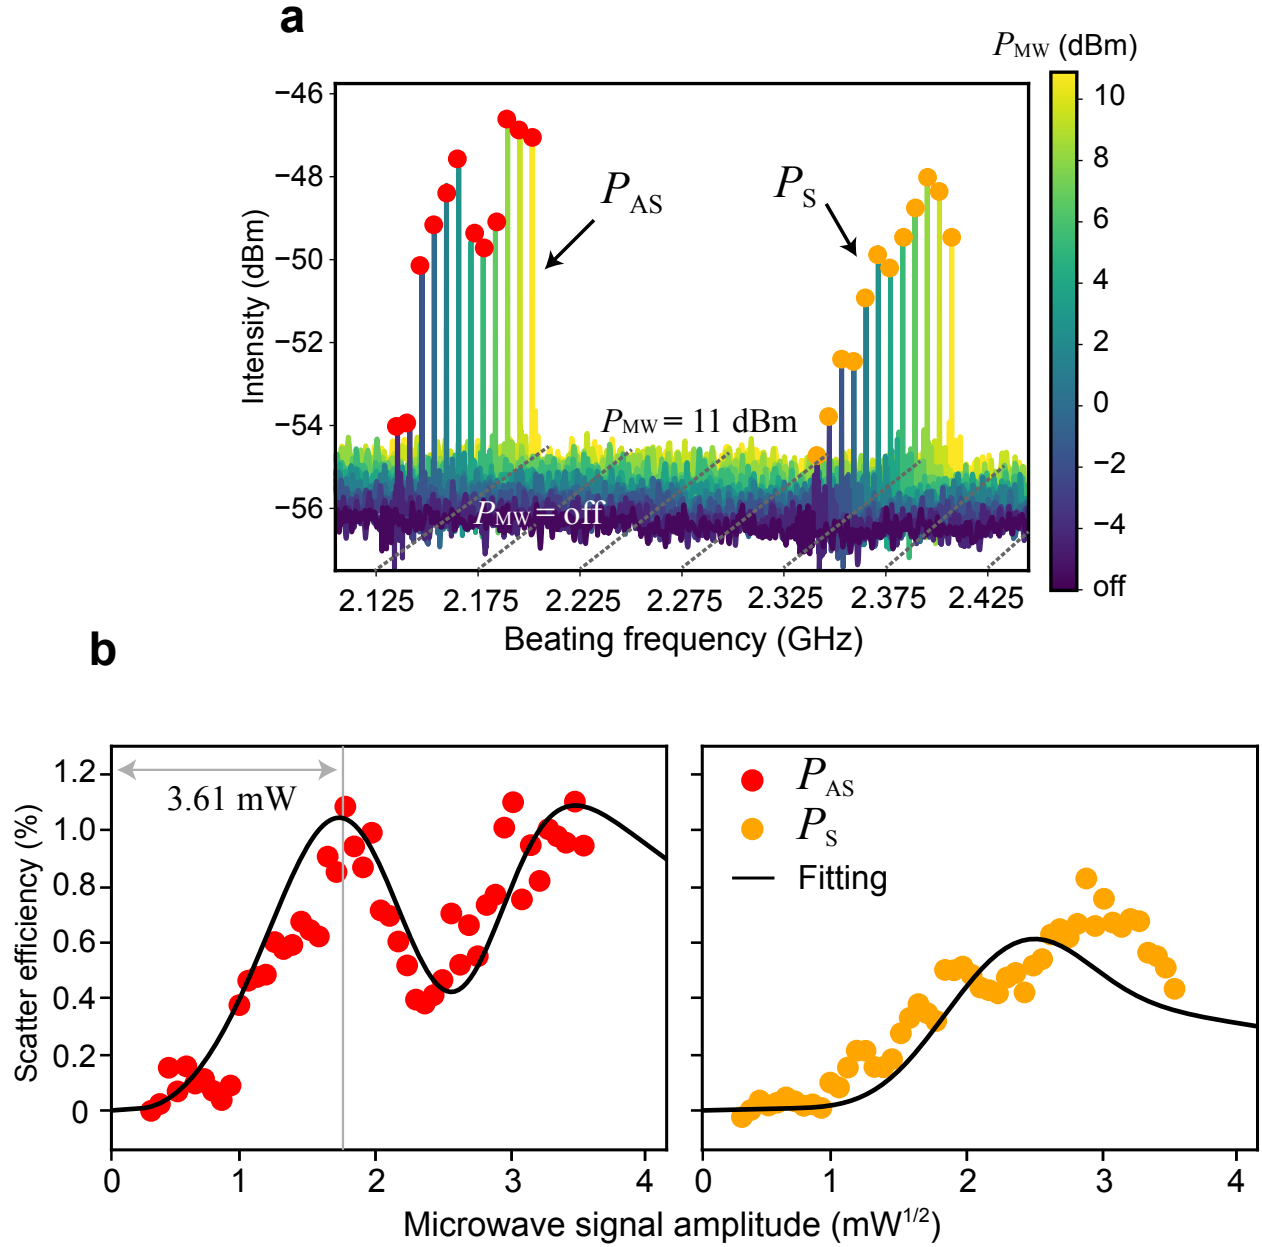 a
P_MW (dBm)
−46
−48
−50
−52
−54
−56
Intensity (dBm)
P_AS
P_S
P_MW = 11 dBm
P_MW = off
10
8
6
4
2
0
−2
−4
off
2.125 2.175 2.225 2.275 2.325 2.375 2.425
Beating frequency (GHz)
b
1.2
1.0
0.8
0.6
0.4
0.2
0
Scatter efficiency (%)
3.61 mW
P_AS
P_S
Fitting
0 1 2 3 4
0 1 2 3 4
Microwave signal amplitude (mW^1/2)